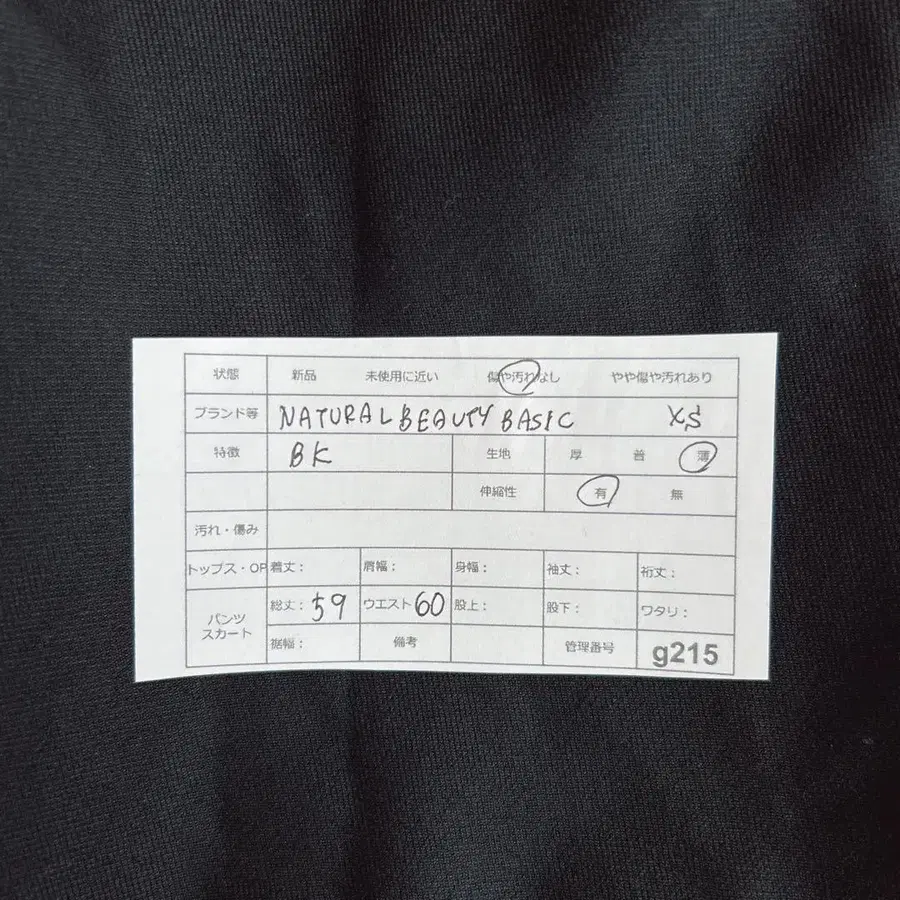 状態 新品 未使用に近い 傷や汚れなし やや傷や汚れあり
ブランド等 NATURAL BEAUTY BASIC XS
特徴 BK 生地 厚 普 薄
伸縮性 有 無
汚れ・傷み
トップス・OP 着丈: 肩幅: 身幅: 袖丈: 裄丈:
パンツ スカート 総丈: 59 ウエスト 60 股上: 股下: ワタリ:
裾幅: 備考 管理番号 g215